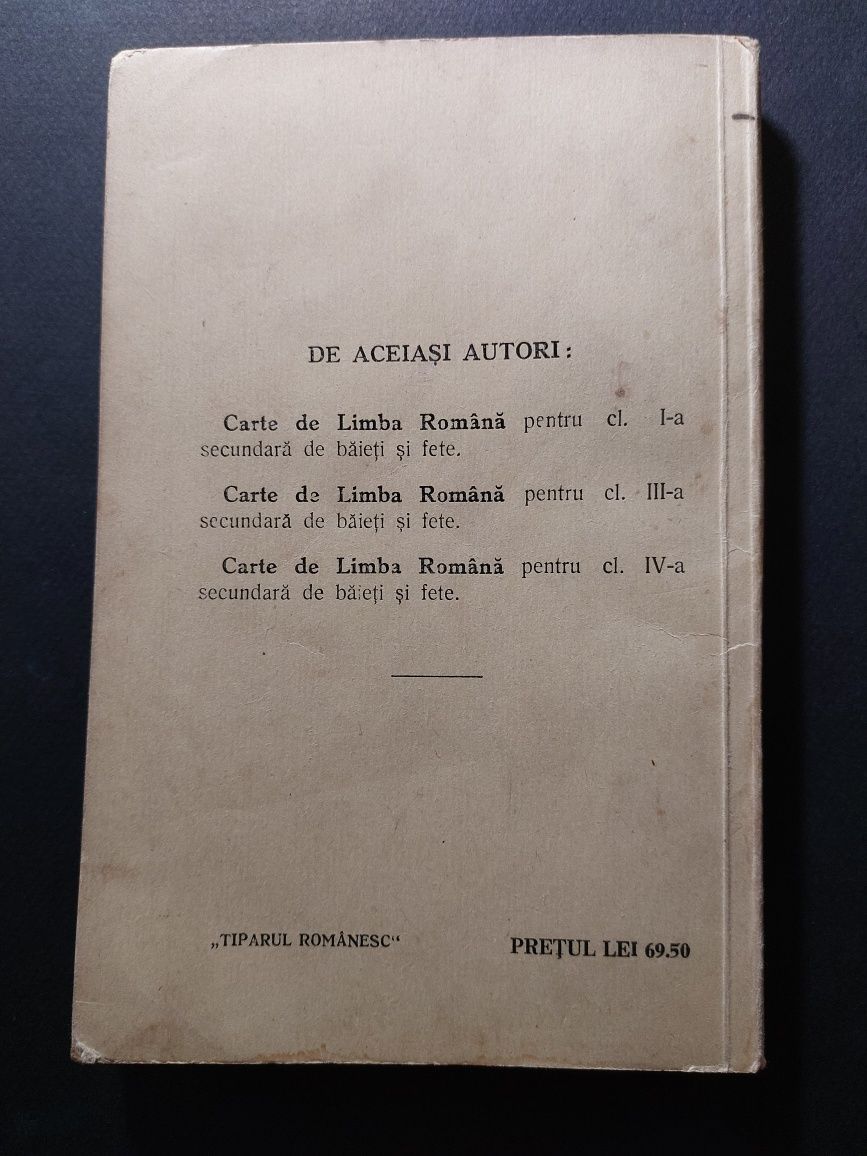 DE ACEIAȘI AUTORI:
Carte de Limba Română pentru cl. I-a
secundară de băieți și fete.
Carte de Limba Română pentru cl. III-a
secundară de băieți și fete.
Carte de Limba Română pentru cl. IV-a
secundară de băieți și fete.
„TIPARUL ROMÂNESC“
PREȚUL LEI 69.50